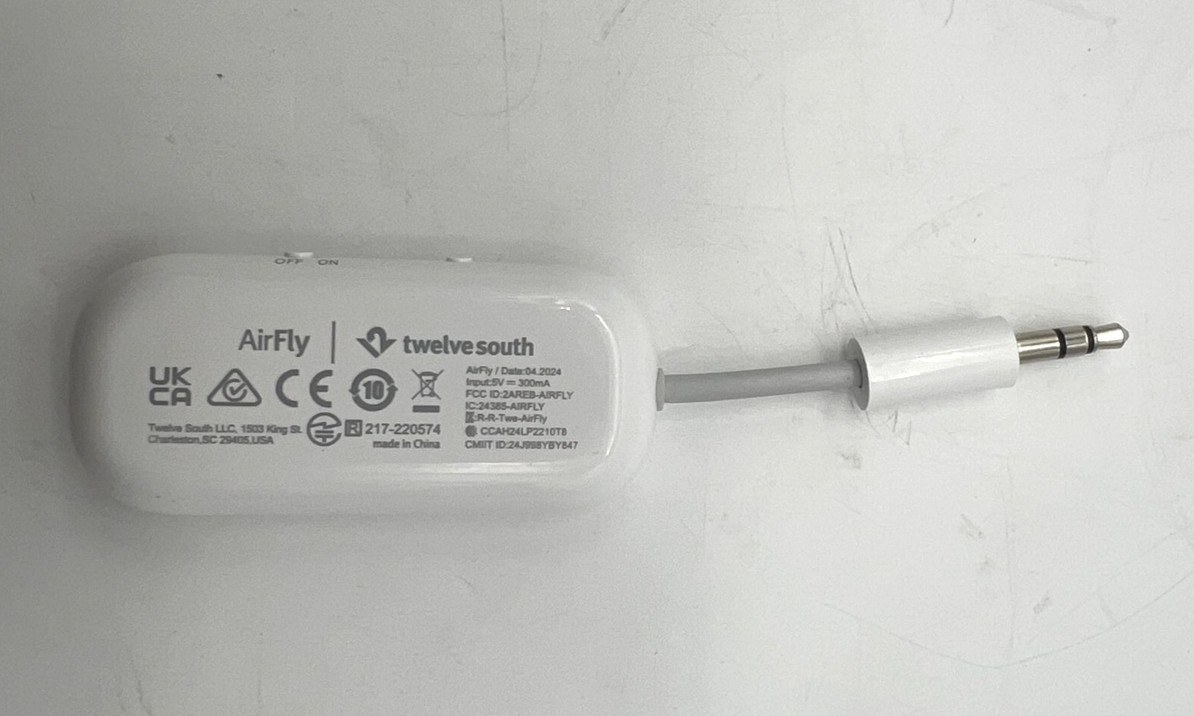 OFF ON
AirFly | twelve south
UK
CA
CE
10
AirFly / Date:04.2024
Input:5V ⎓ 300mA
FCC ID:2AREB-AIRFLY
IC:24385-AIRFLY
R-R-Twe-AirFly
CCAH24LP2210T8
CMIIT ID:24J998YBY847
Twelve South LLC, 1503 King St.
Charleston,SC 29405,USA
R 217-220574
made in China